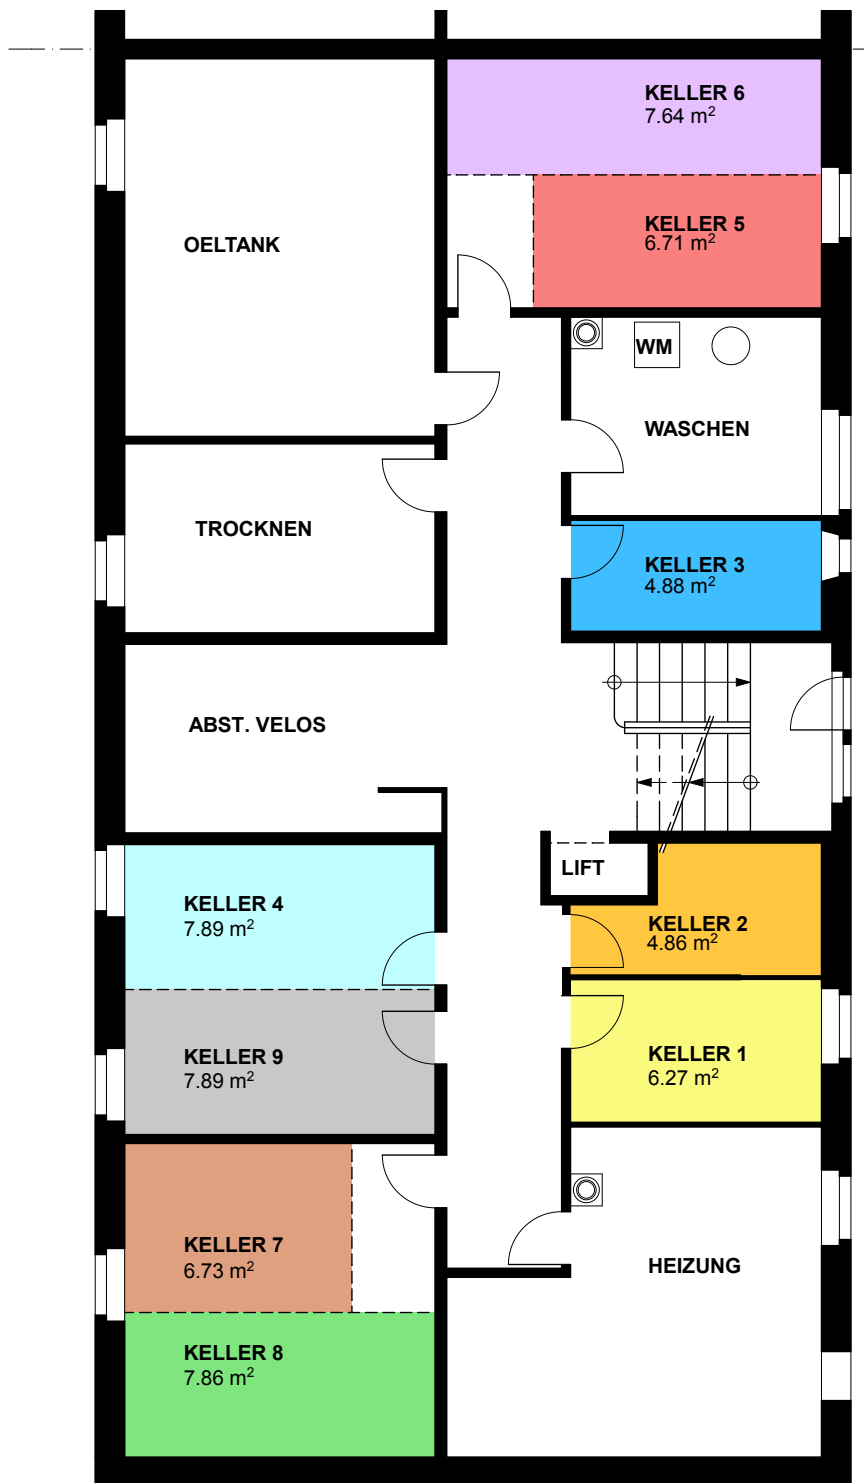 KELLER 6
7.64 m²
KELLER 5
6.71 m²
OELTANK
WM
WASCHEN
TROCKNEN
KELLER 3
4.88 m²
ABST. VELOS
LIFT
KELLER 4
7.89 m²
KELLER 2
4.86 m²
KELLER 9
7.89 m²
KELLER 1
6.27 m²
KELLER 7
6.73 m²
HEIZUNG
KELLER 8
7.86 m²